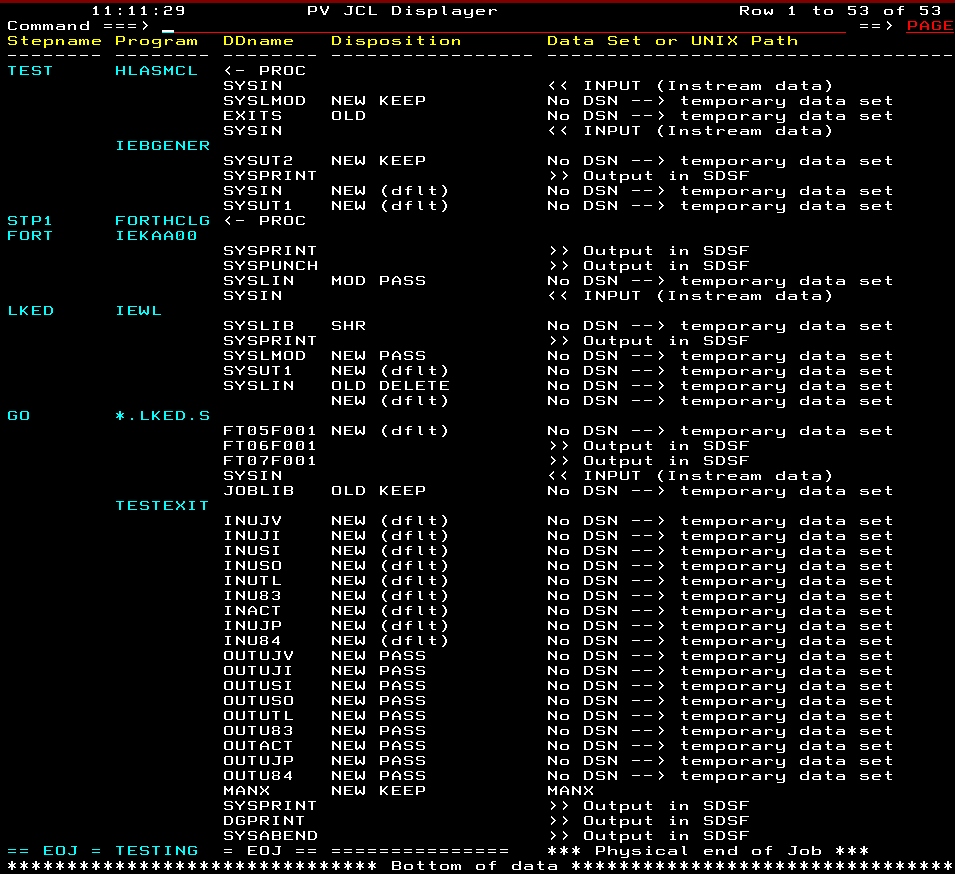 11:11:29 PV JCL Displayer Row 1 to 53 of 53
Command ===> ==> PAGE
Stepname Program DDname Disposition Data Set or UNIX Path
-------- -------- -------- ----------------- ----------------------------------
TEST HLASMCL <- PROC
SYSIN << INPUT (Instream data)
SYSLMOD NEW KEEP No DSN --> temporary data set
EXITS OLD No DSN --> temporary data set
SYSIN << INPUT (Instream data)
IEBGENER
SYSUT2 NEW KEEP No DSN --> temporary data set
SYSPRINT >> Output in SDSF
SYSIN NEW (dflt) No DSN --> temporary data set
SYSUT1 NEW (dflt) No DSN --> temporary data set
STP1 FORTHCLG <- PROC
FORT IEKAA00
SYSPRINT >> Output in SDSF
SYSPUNCH >> Output in SDSF
SYSLIN MOD PASS No DSN --> temporary data set
SYSIN << INPUT (Instream data)
LKED IEWL
SYSLIB SHR No DSN --> temporary data set
SYSPRINT >> Output in SDSF
SYSLMOD NEW PASS No DSN --> temporary data set
SYSUT1 NEW (dflt) No DSN --> temporary data set
SYSLIN OLD DELETE No DSN --> temporary data set
NEW (dflt) No DSN --> temporary data set
GO *.LKED.S
FT05F001 NEW (dflt) No DSN --> temporary data set
FT06F001 >> Output in SDSF
FT07F001 >> Output in SDSF
SYSIN << INPUT (Instream data)
JOBLIB OLD KEEP No DSN --> temporary data set
TESTEXIT
INUJV NEW (dflt) No DSN --> temporary data set
INUJI NEW (dflt) No DSN --> temporary data set
INUSI NEW (dflt) No DSN --> temporary data set
INUSO NEW (dflt) No DSN --> temporary data set
INUTL NEW (dflt) No DSN --> temporary data set
INU83 NEW (dflt) No DSN --> temporary data set
INACT NEW (dflt) No DSN --> temporary data set
INUJP NEW (dflt) No DSN --> temporary data set
INU84 NEW (dflt) No DSN --> temporary data set
OUTUJV NEW PASS No DSN --> temporary data set
OUTUJI NEW PASS No DSN --> temporary data set
OUTUSI NEW PASS No DSN --> temporary data set
OUTUSO NEW PASS No DSN --> temporary data set
OUTUTL NEW PASS No DSN --> temporary data set
OUTU83 NEW PASS No DSN --> temporary data set
OUTACT NEW PASS No DSN --> temporary data set
OUTUJP NEW PASS No DSN --> temporary data set
OUTU84 NEW PASS No DSN --> temporary data set
MANX NEW KEEP MANX
SYSPRINT >> Output in SDSF
DGPRINT >> Output in SDSF
SYSABEND >> Output in SDSF
== EOJ = TESTING = EOJ == =============== *** Physical end of Job ***
******************************* Bottom of data ********************************